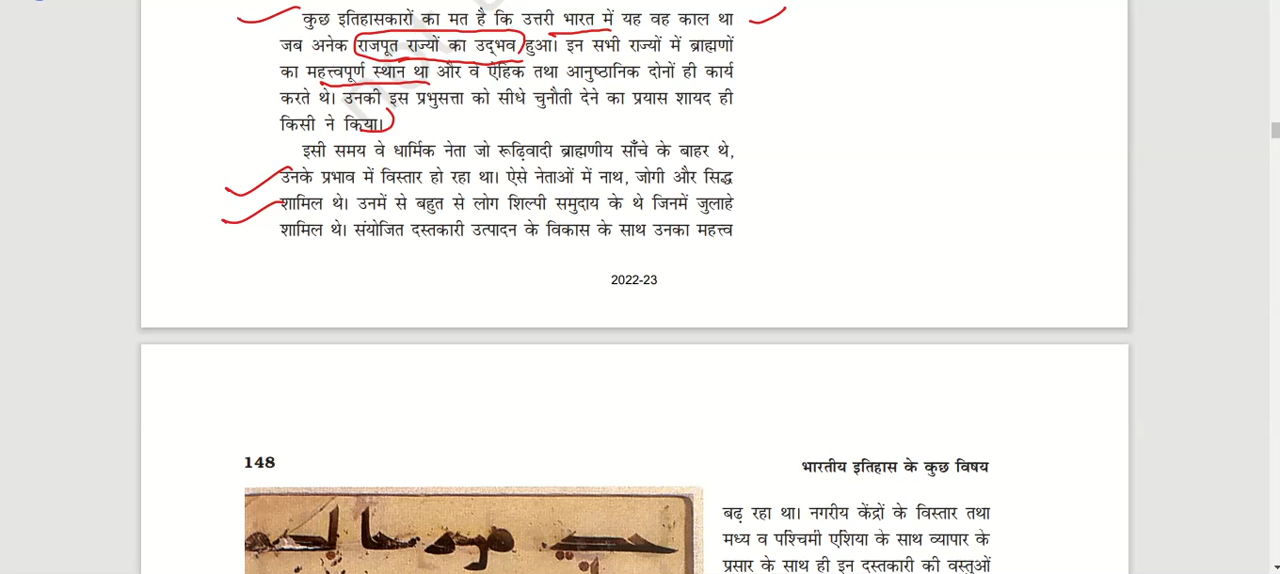 कुछ इतिहासकारों का मत है कि उत्तरी भारत में यह वह काल था
जब अनेक राजपूत राज्यों का उद्‌भव हुआ। इन सभी राज्यों में ब्राह्मणों
का महत्त्वपूर्ण स्थान था और वे ऐहिक तथा आनुष्ठानिक दोनों ही कार्य
करते थे। उनकी इस प्रभुसत्ता को सीधे चुनौती देने का प्रयास शायद ही
किसी ने किया।
इसी समय वे धार्मिक नेता जो रूढ़िवादी ब्राह्मणीय साँचे के बाहर थे,
उनके प्रभाव में विस्तार हो रहा था। ऐसे नेताओं में नाथ, जोगी और सिद्ध
शामिल थे। उनमें से बहुत से लोग शिल्पी समुदाय के थे जिनमें जुलाहे
शामिल थे। संयोजित दस्तकारी उत्पादन के विकास के साथ उनका महत्त्व
2022-23
148
भारतीय इतिहास के कुछ विषय
बढ़ रहा था। नगरीय केंद्रों के विस्तार तथा
मध्य व पश्चिमी एशिया के साथ व्यापार के
प्रसार के साथ ही इन दस्तकारी की वस्तुओं